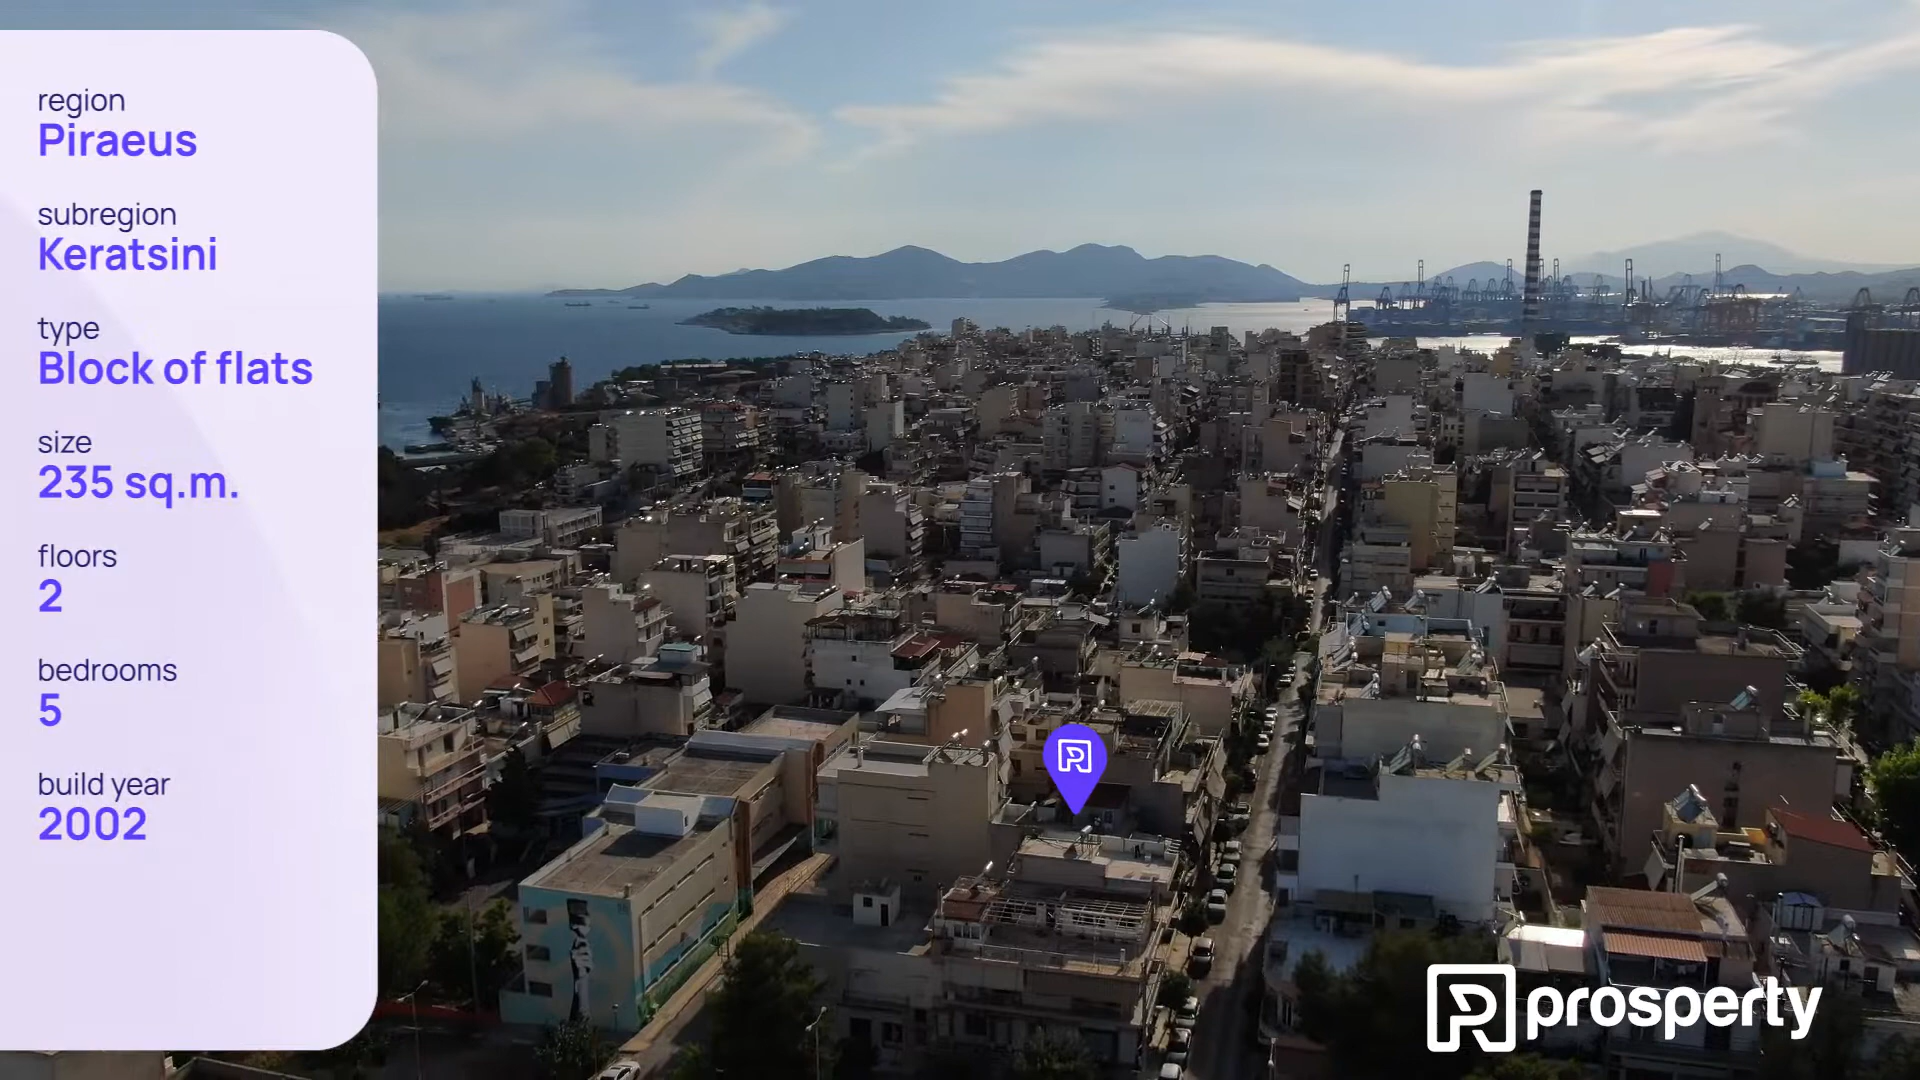 region
Piraeus
subregion
Keratsini
type
Block of flats
size
235 sq.m.
floors
2
bedrooms
5
build year
2002
prosperty